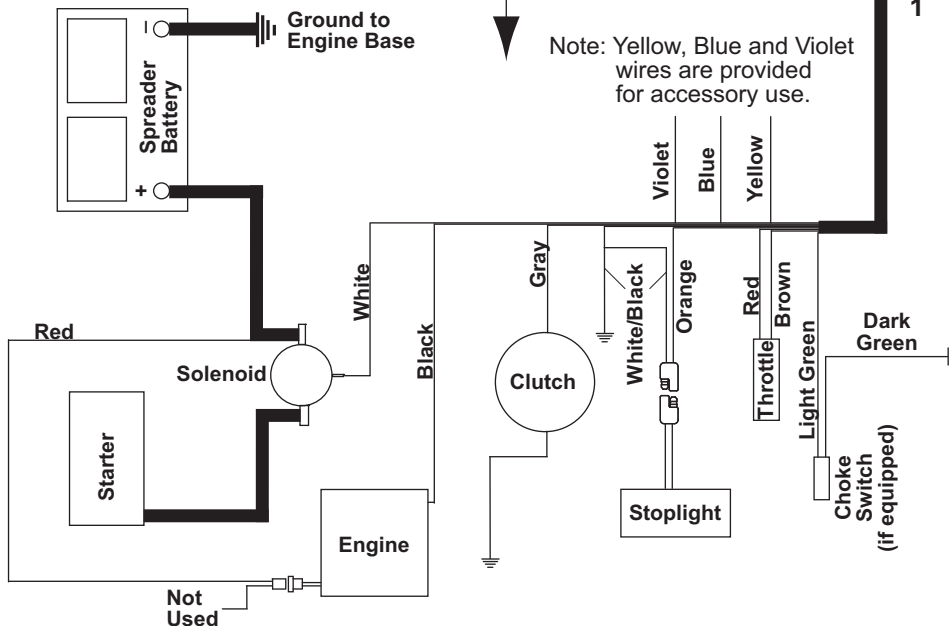 1
−
Ground to
Engine Base
Note: Yellow, Blue and Violet
wires are provided
for accessory use.
Spreader
Battery
+
Violet
Blue
Yellow
White
Black
Gray
White/Black
Orange
Red
Brown
Light Green
Dark
Green
Red
Solenoid
Clutch
Throttle
Starter
Choke
Switch
(if equipped)
Stoplight
Engine
Not
Used